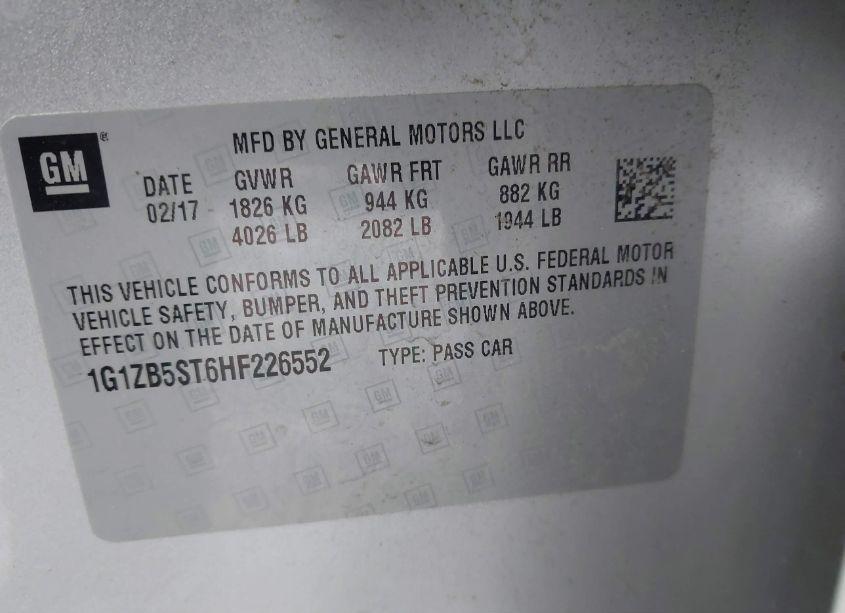 GM ®
MFD BY GENERAL MOTORS LLC
DATE GVWR GAWR FRT GAWR RR
02/17 1826 KG 944 KG 882 KG
4026 LB 2082 LB 1944 LB
THIS VEHICLE CONFORMS TO ALL APPLICABLE U.S. FEDERAL MOTOR
VEHICLE SAFETY, BUMPER, AND THEFT PREVENTION STANDARDS IN
EFFECT ON THE DATE OF MANUFACTURE SHOWN ABOVE.
1G1ZB5ST6HF226552 TYPE: PASS CAR